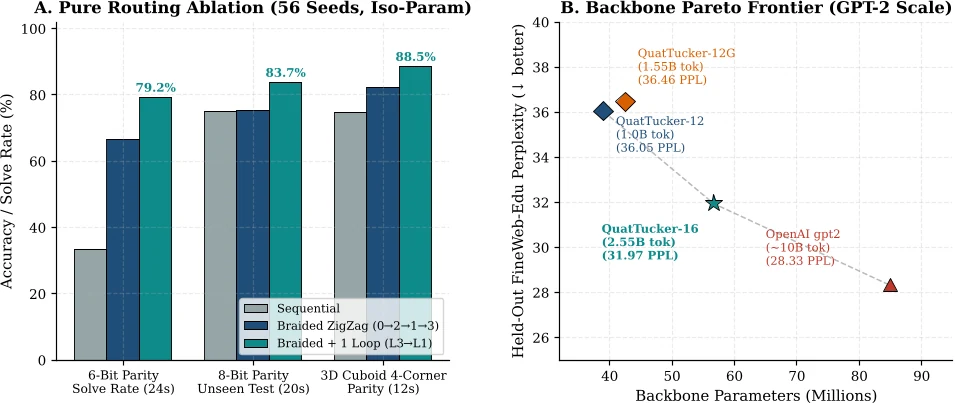 A. Pure Routing Ablation (56 Seeds, Iso-Param)
Accuracy / Solve Rate (%)
100
80
60
40
20
0
79.2%
83.7%
88.5%
Sequential
Braided ZigZag (0→2→1→3)
Braided + 1 Loop (L3→L1)
6-Bit Parity
Solve Rate (24s)
8-Bit Parity
Unseen Test (20s)
3D Cuboid 4-Corner
Parity (12s)
B. Backbone Pareto Frontier (GPT-2 Scale)
Held-Out FineWeb-Edu Perplexity (↓ better)
40
38
36
34
32
30
28
26
QuatTucker-12G
(1.55B tok)
(36.46 PPL)
QuatTucker-12
(1.0B tok)
(36.05 PPL)
QuatTucker-16
(2.55B tok)
(31.97 PPL)
OpenAI gpt2
(~10B tok)
(28.33 PPL)
40 50 60 70 80 90
Backbone Parameters (Millions)